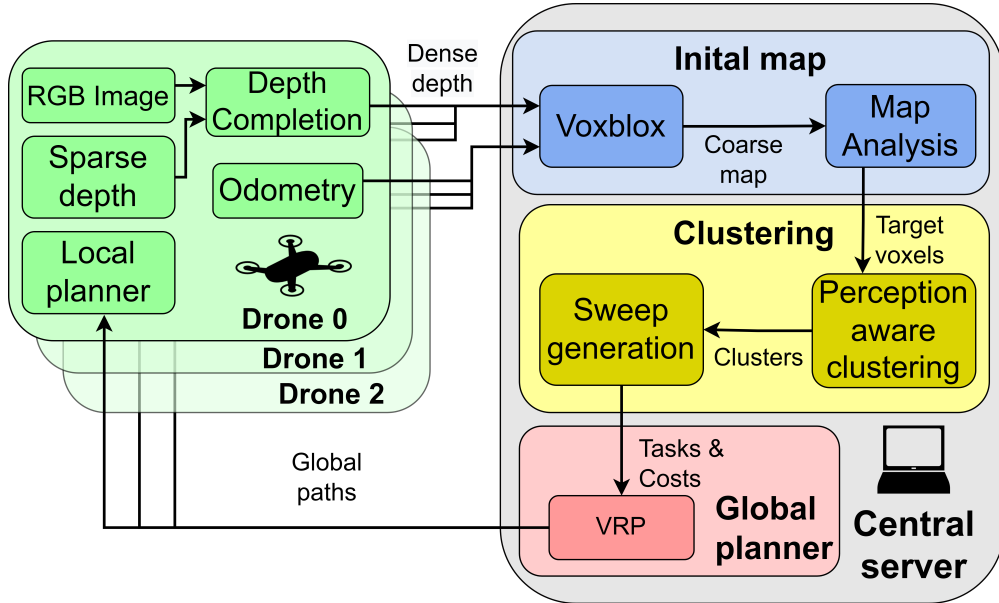 RGB Image
Depth
Completion
Sparse
depth
Odometry
Local
planner
Drone 0
Drone 1
Drone 2
Dense
depth
Inital map
Voxblox
Coarse
map
Map
Analysis
Clustering
Target
voxels
Sweep
generation
Clusters
Perception
aware
clustering
Tasks &
Costs
Global
paths
VRP
Global
planner
Central
server